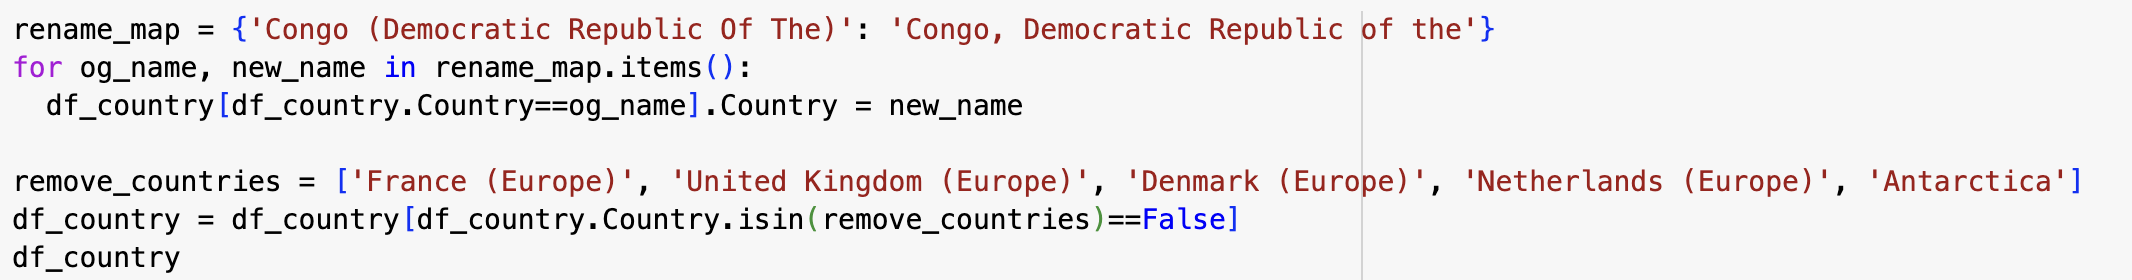 rename_map = {'Congo (Democratic Republic Of The)': 'Congo, Democratic Republic of the'}
for og_name, new_name in rename_map.items():
  df_country[df_country.Country==og_name].Country = new_name

remove_countries = ['France (Europe)', 'United Kingdom (Europe)', 'Denmark (Europe)', 'Netherlands (Europe)', 'Antarctica']
df_country = df_country[df_country.Country.isin(remove_countries)==False]
df_country